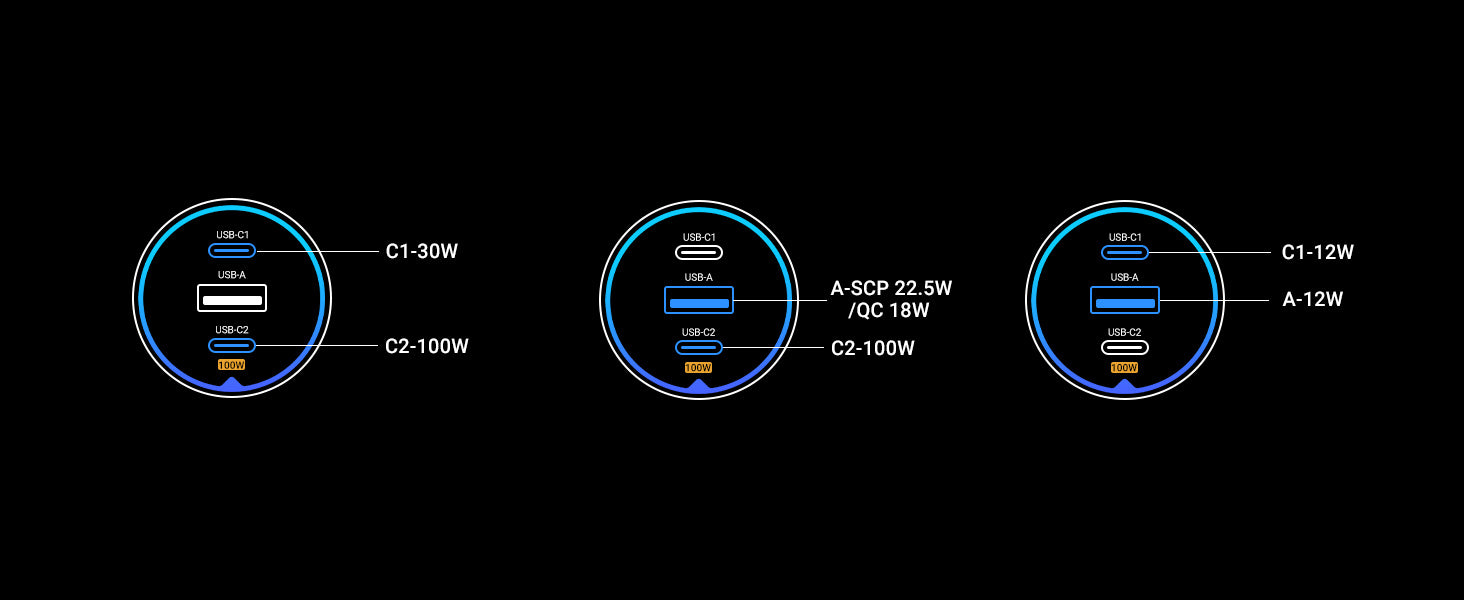 USB-C1
C1-30W
USB-A
USB-C2
C2-100W
100W
USB-C1
USB-A
A-SCP 22.5W
/QC 18W
USB-C2
C2-100W
100W
USB-C1
C1-12W
USB-A
A-12W
USB-C2
100W